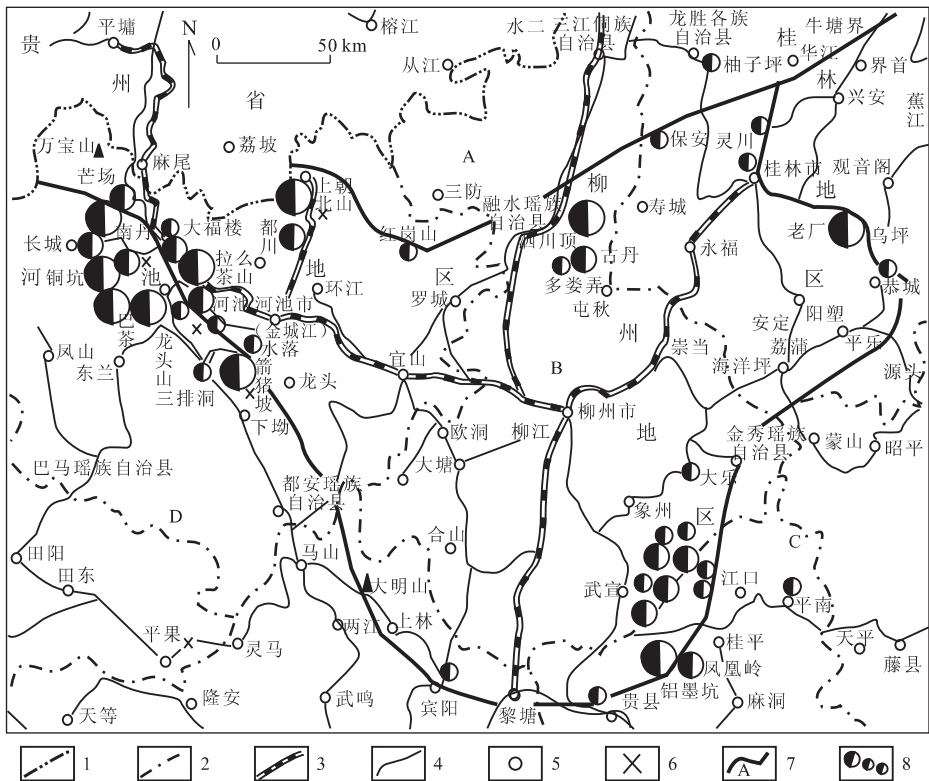 贵
州
省
平墉
N
0
50 km
榕江
从江
水二
三江侗族
自治县
龙胜各族
自治县
柚子坪
桂
林
地
区
华江
牛塘界
界首
兴安
蕉江
万宝山
芒场
麻尾
荔坡
A
三防
上朝
北山
红岗山
融水瑶族
自治县
四川顶
柳
州
地
区
保安
灵川
桂林市
观音阁
寿城
永福
老厂
乌坪
恭城
长城
南丹
大福楼
拉么
茶山
都川
河铜坑
池
地
区
河池
河池市
(金城江)
环江
罗城
古丹
多娄弄
屯秋
巴茶
龙头山
水落
三排洞
箭猪坡
龙头
下坳
凤山
东兰
宜山
B
崇当
安定
阳塑
荔蒲
平乐
海洋坪
源头
柳州市
柳江
欧洞
大塘
金秀瑶族
自治县
蒙山
昭平
大乐
象州
巴马瑶族自治县
都安瑶族
自治县
D
C
合山
武宣
江口
平南
田阳
田东
马山
大明山
两江
上林
平果
灵马
桂平
天平
藤县
凤凰岭
铝墨坑
贵县
麻洞
天等
隆安
武鸣
宾阳
黎塘
1
2
3
4
5
6
A
7
8